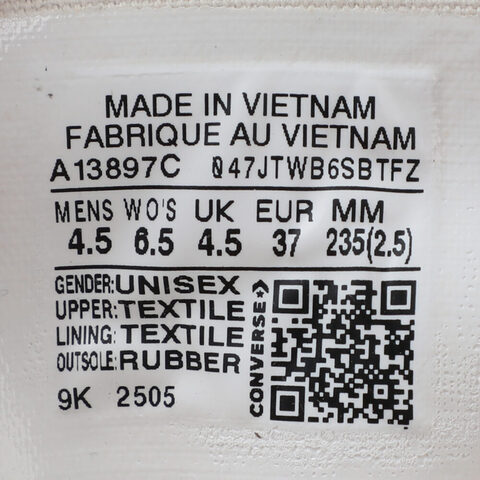 MADE IN VIETNAM
FABRIQUE AU VIETNAM
A13897C 047JTWB6SBTFZ
MENS WO'S UK EUR MM
4.5 6.5 4.5 37 235(2.5)
GENDER:UNISEX
UPPER:TEXTILE
LINING:TEXTILE
OUTSOLE:RUBBER
9K 2505
CONVERSE